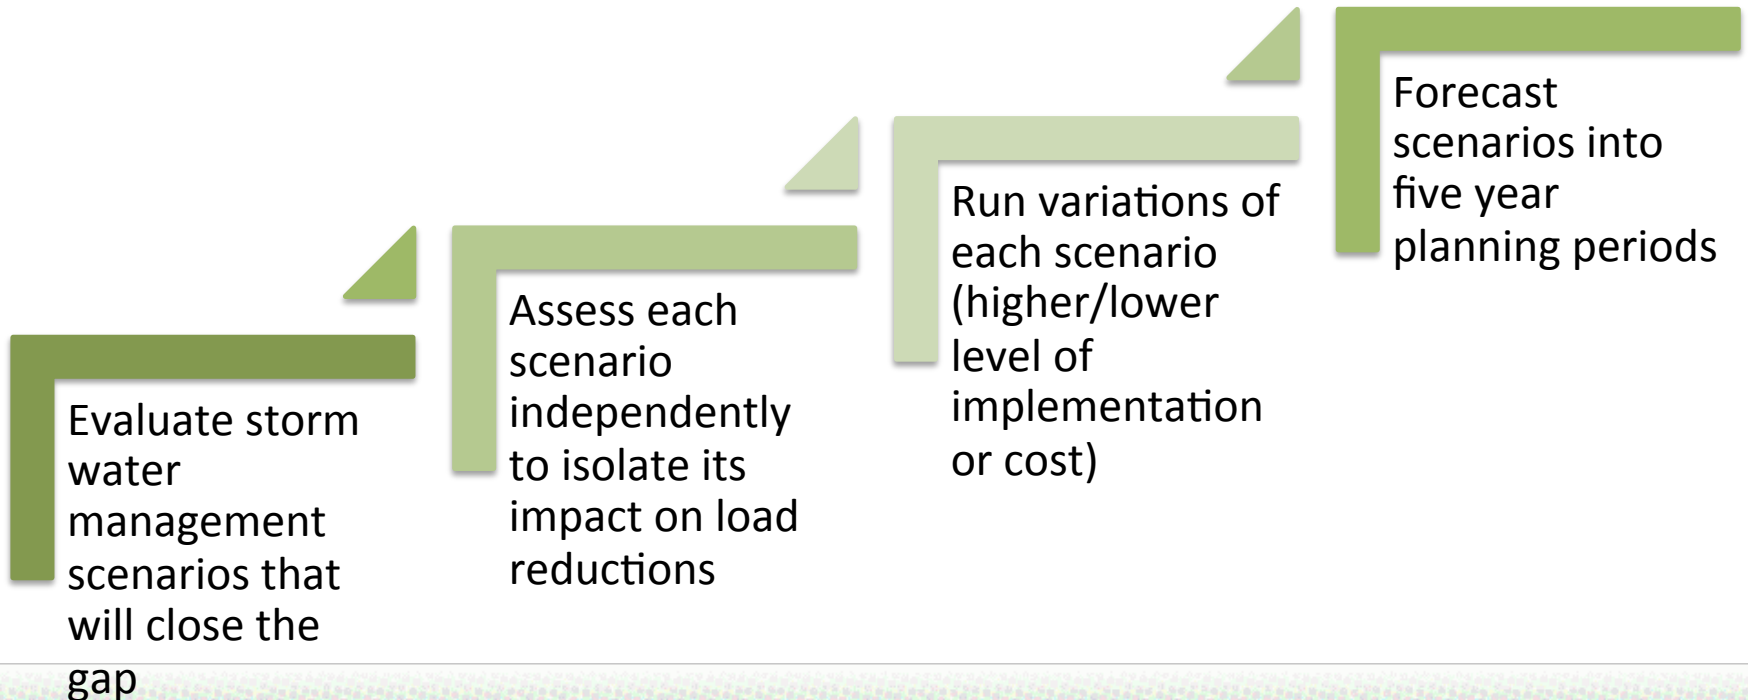 Evaluate storm
water
management
scenarios that
will close the
gap
Assess each
scenario
independently
to isolate its
impact on load
reductions
Run variations of
each scenario
(higher/lower
level of
implementation
or cost)
Forecast
scenarios into
five year
planning periods